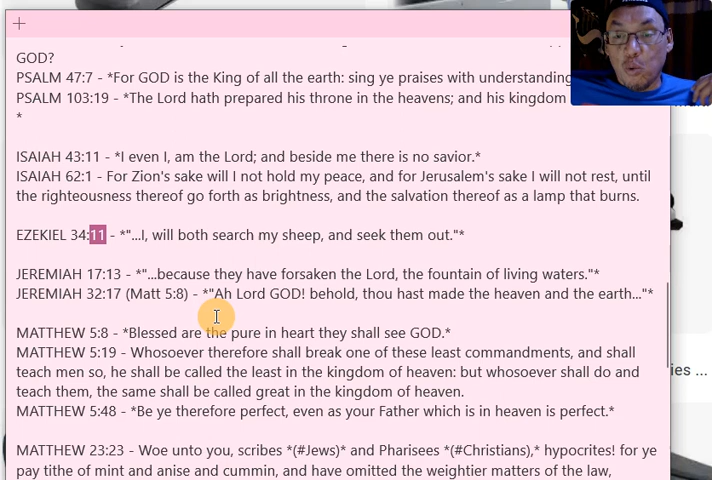 GOD?
PSALM 47:7 - *For GOD is the King of all the earth: sing ye praises with understanding
PSALM 103:19 - *The Lord hath prepared his throne in the heavens; and his kingdom
*
ISAIAH 43:11 - *I even I, am the Lord; and beside me there is no savior.*
ISAIAH 62:1 - For Zion's sake will I not hold my peace, and for Jerusalem's sake I will not rest, until
the righteousness thereof go forth as brightness, and the salvation thereof as a lamp that burns.
EZEKIEL 34:11 - *"...I, will both search my sheep, and seek them out."*
JEREMIAH 17:13 - *"...because they have forsaken the Lord, the fountain of living waters."*
JEREMIAH 32:17 (Matt 5:8) - *"Ah Lord GOD! behold, thou hast made the heaven and the earth..."*
MATTHEW 5:8 - *Blessed are the pure in heart they shall see GOD.*
MATTHEW 5:19 - Whosoever therefore shall break one of these least commandments, and shall
teach men so, he shall be called the least in the kingdom of heaven: but whosoever shall do and
teach them, the same shall be called great in the kingdom of heaven.
MATTHEW 5:48 - *Be ye therefore perfect, even as your Father which is in heaven is perfect.*
MATTHEW 23:23 - Woe unto you, scribes *(#Jews)* and Pharisees *(#Christians),* hypocrites! for ye
pay tithe of mint and anise and cummin, and have omitted the weightier matters of the law,
ies ...